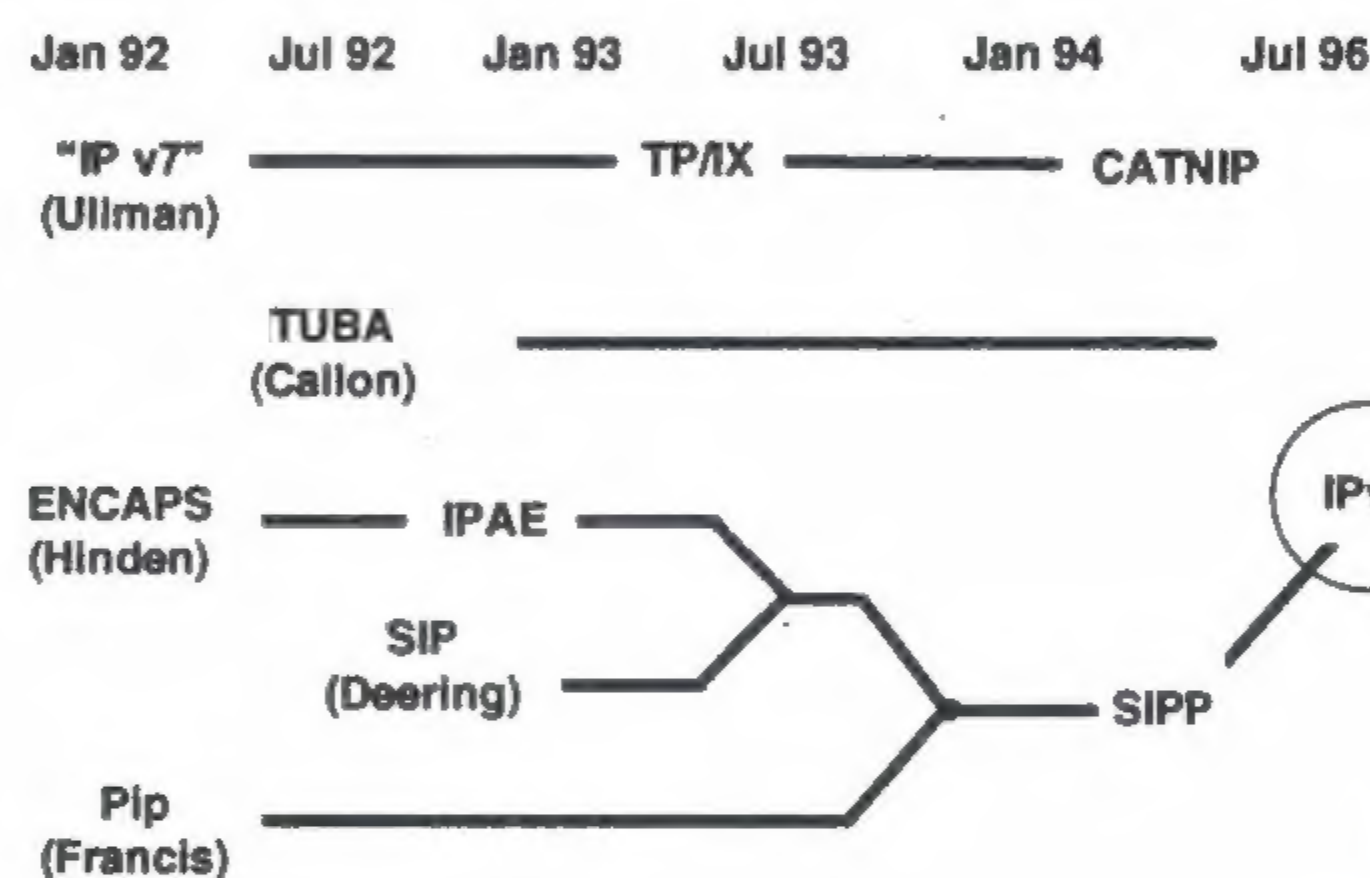 Jan 92 Jul 92 Jan 93 Jul 93 Jan 94 Jul 96
"IP v7" TP/IX CATNIP
(Ullman)
TUBA
(Callon)
ENCAPS IPAE
(Hinden)
SIP
(Deering)
SIPP
Pip
(Francis)